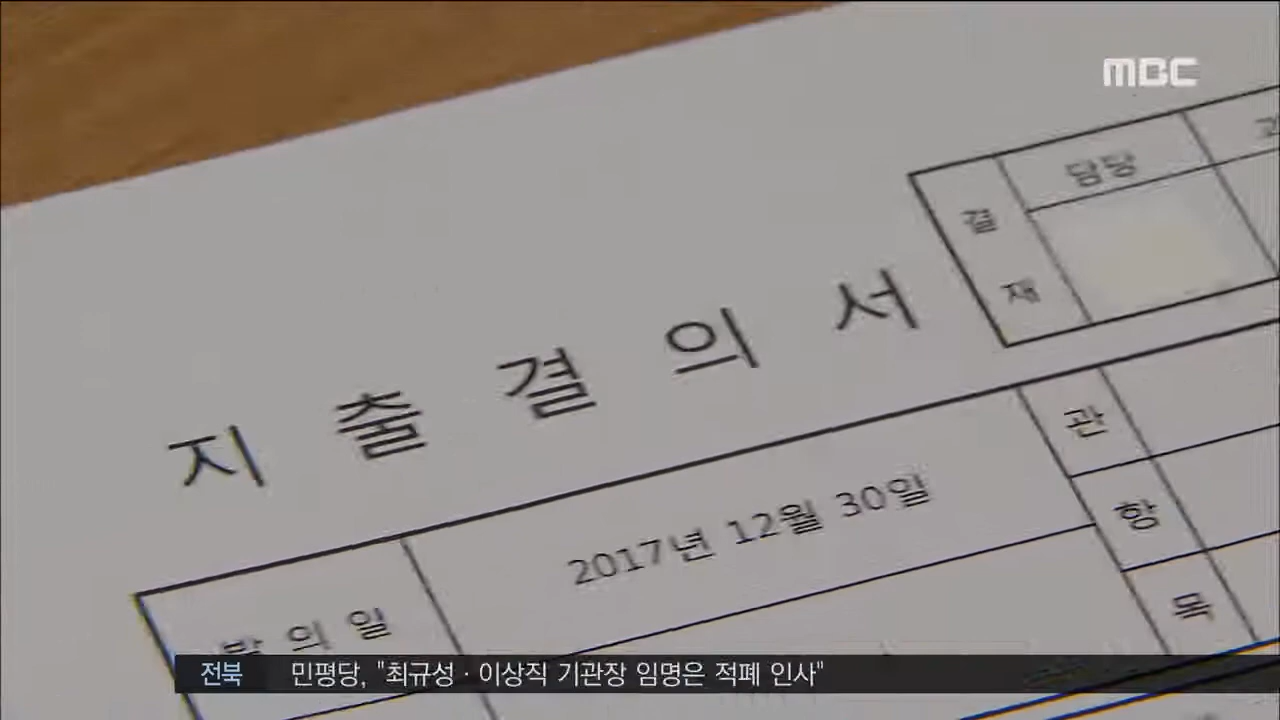 MBC
담당
결
재
지출결의서
관
2017년 12월 30일
항
발의일
목
전북 민평당, "최규성·이상직 기관장 임명은 적폐 인사"